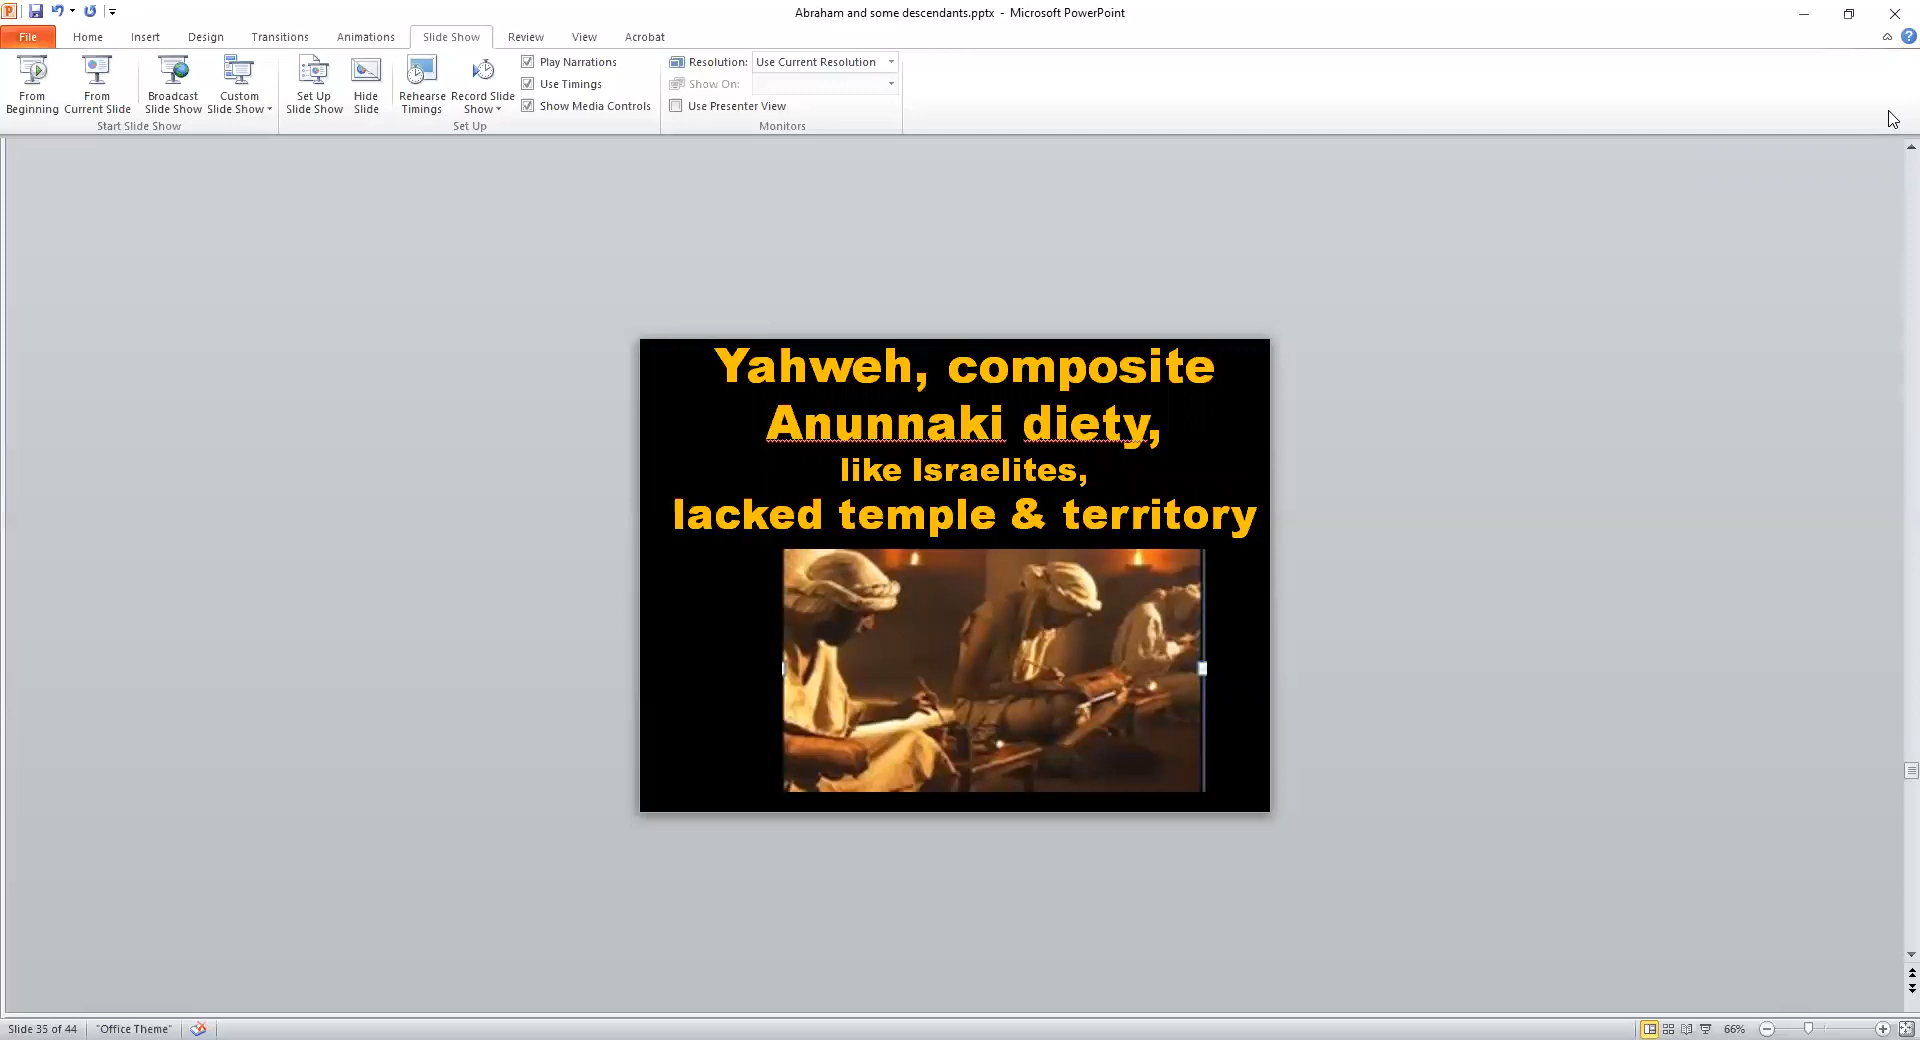 Abraham and some descendants.pptx - Microsoft PowerPoint
File Home Insert Design Transitions Animations Slide Show Review View Acrobat
From Beginning
From Current Slide
Broadcast Slide Show
Custom Slide Show
Start Slide Show
Set Up Slide Show
Hide Slide
Rehearse Timings
Record Slide Show
Play Narrations
Use Timings
Show Media Controls
Set Up
Resolution: Use Current Resolution
Show On:
Use Presenter View
Monitors
Yahweh, composite
Anunnaki diety,
like Israelites,
lacked temple & territory
Slide 35 of 44 "Office Theme" 66%